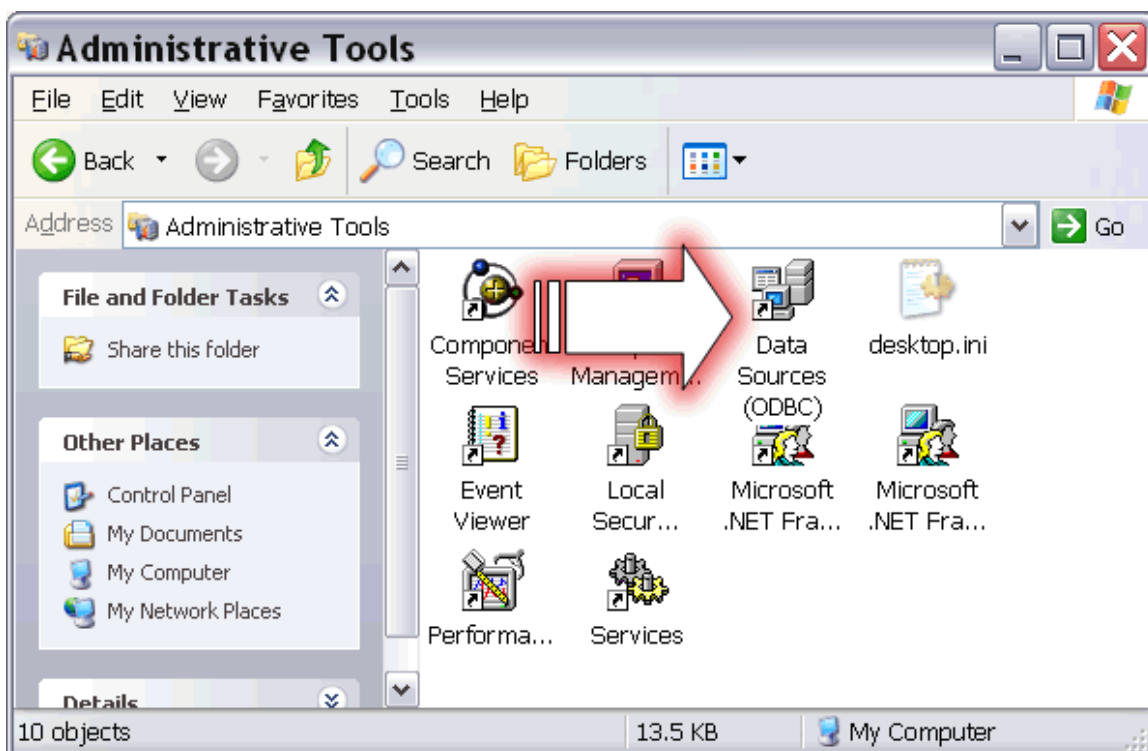 Administrative Tools
File Edit View Favorites Tools Help
Back Search Folders
Address Administrative Tools Go
File and Folder Tasks
Share this folder
Other Places
Control Panel
My Documents
My Computer
My Network Places
Details
Services
Managem...
Data
Sources
(ODBC)
desktop.ini
Event
Viewer
Local
Secur...
Microsoft
.NET Fra...
Microsoft
.NET Fra...
Performa...
Services
10 objects 13.5 KB My Computer